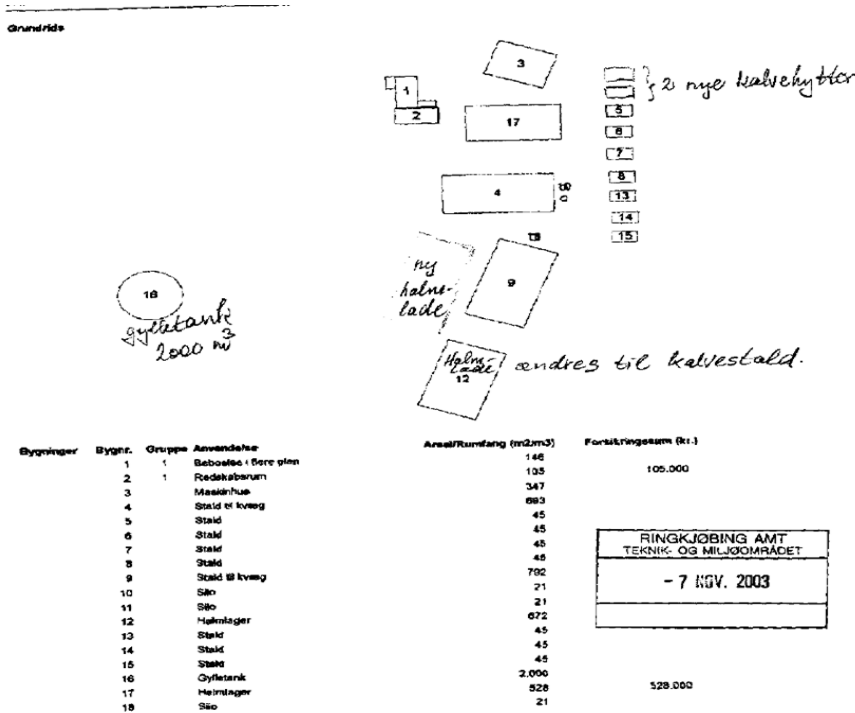 Grundrids
3
2 nye kalvehytter
1
2
17
5
6
7
4
8
13
14
15
18
ny
halm-
lade
9
16
gylletank
2000 m3
Halm-
lade
12
ændres til kalvestald.
Bygninger Bygnr. Gruppe Anvendelse Areal/Rumfang (m2/m3) Forsikringssum (kr.)
1 1 Beboelse i flere plan 146
2 1 Redskabsrum 105.000
3 Maskinhus 347
4 Stald til kvæg 693
5 Stald 45
6 Stald 45
7 Stald 45
8 Stald 45
9 Stald til kvæg 792
10 Silo 21
11 Silo 21
12 Halmlager 672
13 Stald 45
14 Stald 45
15 Stald 45
16 Gylletank 2.000
17 Halmlager 528 528.000
18 Silo 21
RINGKJØBING AMT
TEKNIK- OG MILJØOMRÅDET
- 7 NOV. 2003